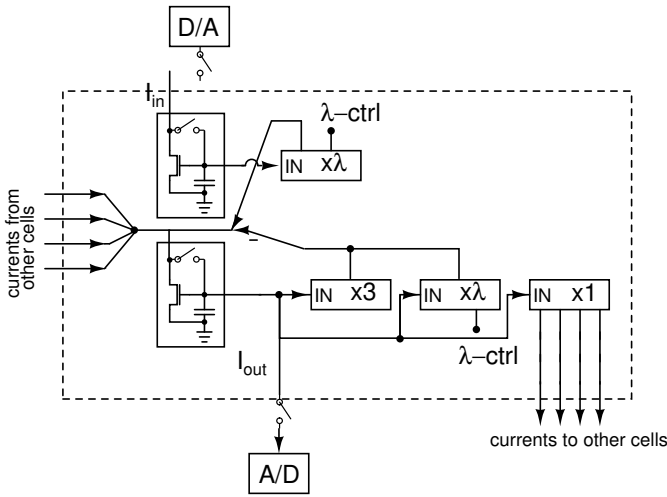 D/A
I_in
λ−ctrl
IN xλ
currents from
other cells
−
IN x3
IN xλ
IN x1
λ−ctrl
I_out
currents to other cells
A/D